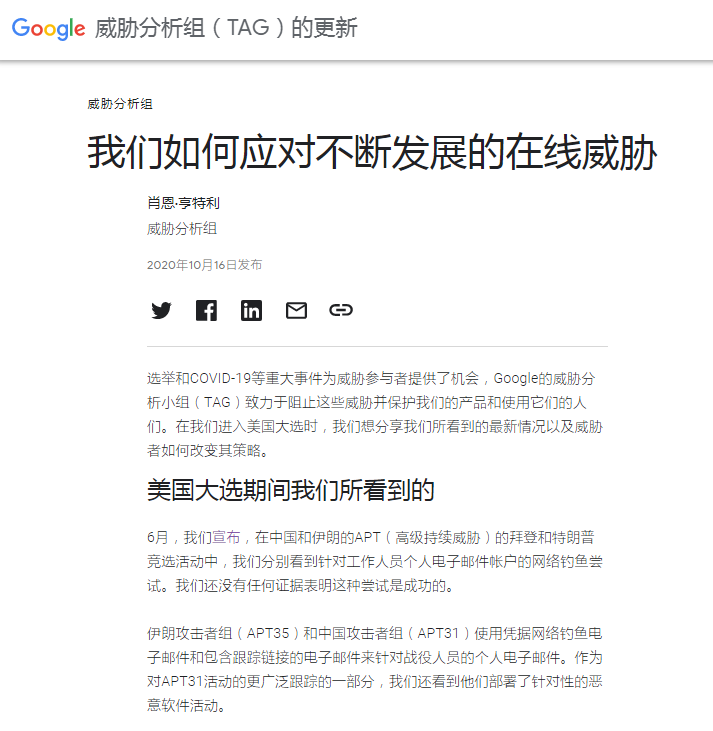 Google 威胁分析组（TAG）的更新
威胁分析组
我们如何应对不断发展的在线威胁
肖恩·亨特利
威胁分析组
2020年10月16日发布
选举和COVID-19等重大事件为威胁参与者提供了机会，Google的威胁分
析小组（TAG）致力于阻止这些威胁并保护我们的产品和使用它们的人
们。在我们进入美国大选时，我们想分享我们所看到的最新情况以及威胁
者如何改变其策略。
美国大选期间我们所看到的
6月，我们宣布，在中国和伊朗的APT（高级持续威胁）的拜登和特朗普
竞选活动中，我们分别看到针对工作人员个人电子邮件帐户的网络钓鱼尝
试。我们还没有任何证据表明这种尝试是成功的。
伊朗攻击者组（APT35）和中国攻击者组（APT31）使用凭据网络钓鱼电
子邮件和包含跟踪链接的电子邮件来针对战役人员的个人电子邮件。作为
对APT31活动的更广泛跟踪的一部分，我们还看到他们部署了针对性的恶
意软件活动。